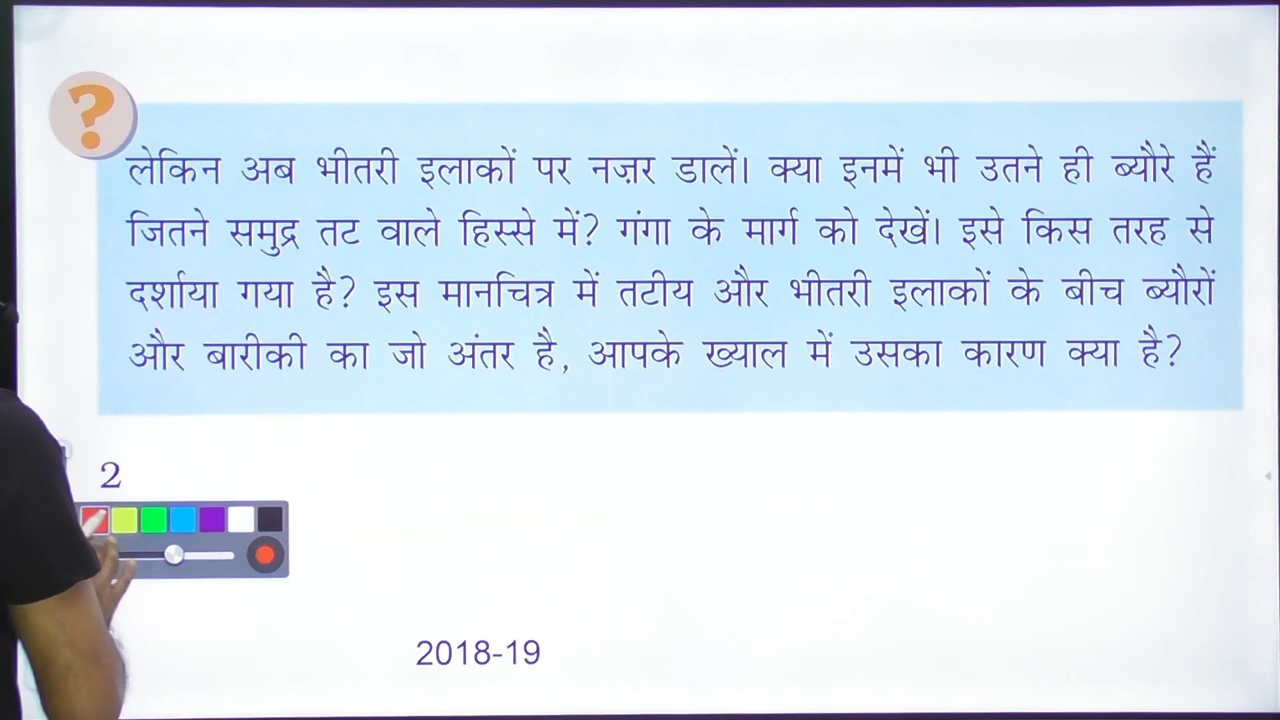 ?
लेकिन अब भीतरी इलाकों पर नज़र डालें। क्या इनमें भी उतने ही ब्यौरे हैं
जितने समुद्र तट वाले हिस्से में? गंगा के मार्ग को देखें। इसे किस तरह से
दर्शाया गया है? इस मानचित्र में तटीय और भीतरी इलाकों के बीच ब्यौरों
और बारीकी का जो अंतर है, आपके ख्याल में उसका कारण क्या है?
2
2018-19